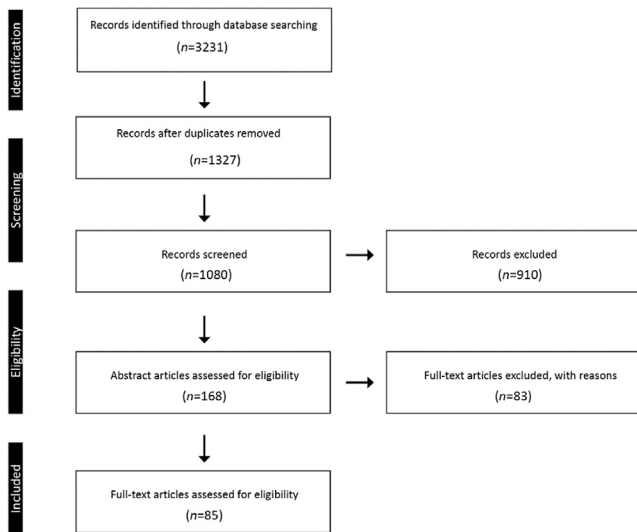 Identification
Records identified through database searching
(n=3231)
Screening
Records after duplicates removed
(n=1327)
Records screened
(n=1080)
Records excluded
(n=910)
Eligibility
Abstract articles assessed for eligibility
(n=168)
Full-text articles excluded, with reasons
(n=83)
Included
Full-text articles assessed for eligibility
(n=85)